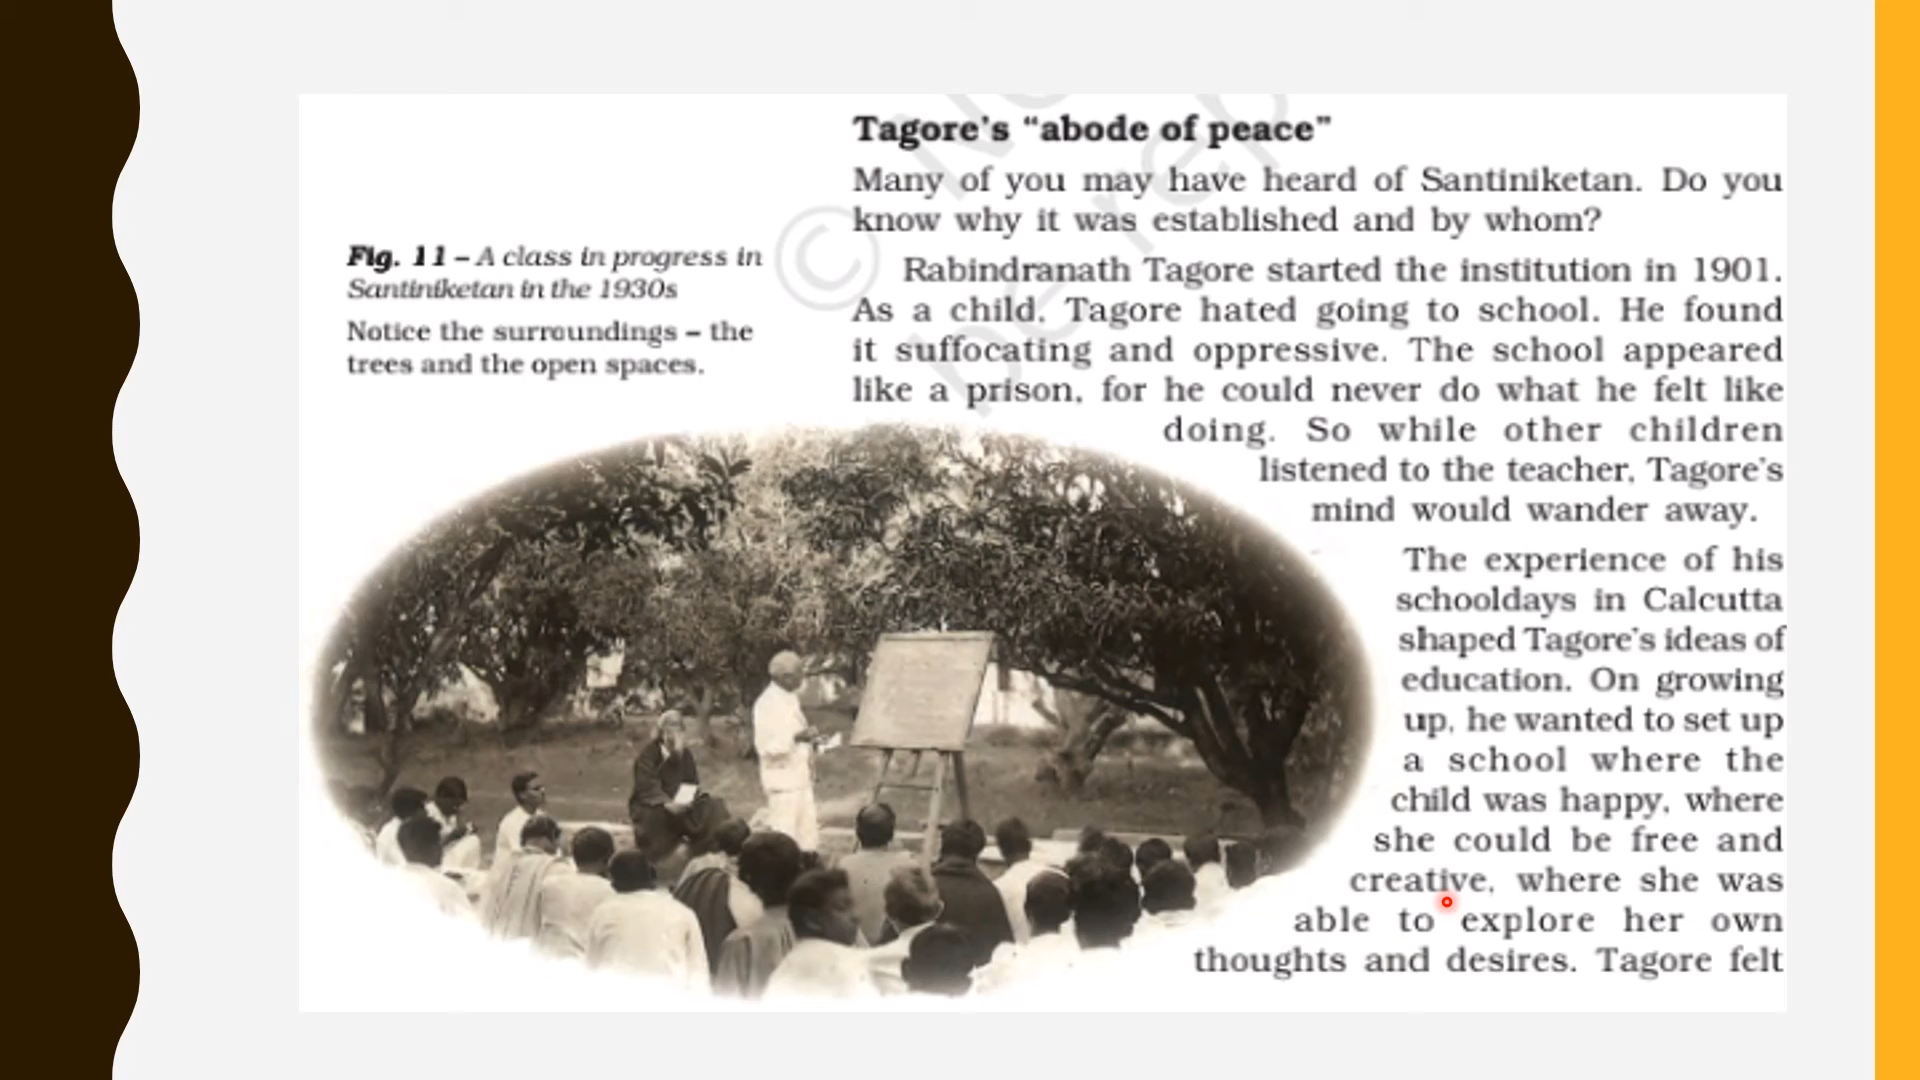 Tagore's “abode of peace”
Many of you may have heard of Santiniketan. Do you
know why it was established and by whom?
Fig. 11 – A class in progress in
Santiniketan in the 1930s
Notice the surroundings – the
trees and the open spaces.
Rabindranath Tagore started the institution in 1901.
As a child, Tagore hated going to school. He found
it suffocating and oppressive. The school appeared
like a prison, for he could never do what he felt like
doing. So while other children
listened to the teacher, Tagore's
mind would wander away.
The experience of his
schooldays in Calcutta
shaped Tagore's ideas of
education. On growing
up, he wanted to set up
a school where the
child was happy, where
she could be free and
creative, where she was
able to explore her own
thoughts and desires. Tagore felt